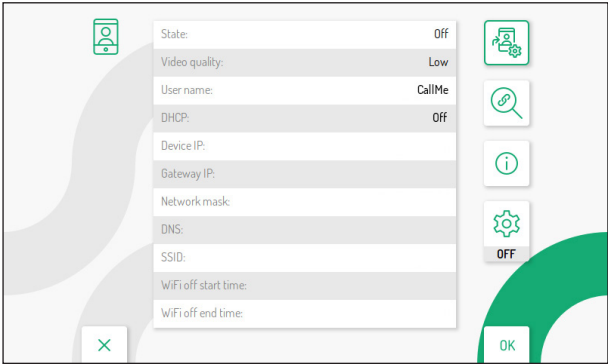 State: Off
Video quality: Low
User name: CallMe
DHCP: Off
Device IP:
Gateway IP:
Network mask:
DNS:
SSID:
WiFi off start time:
WiFi off end time:
OFF
OK